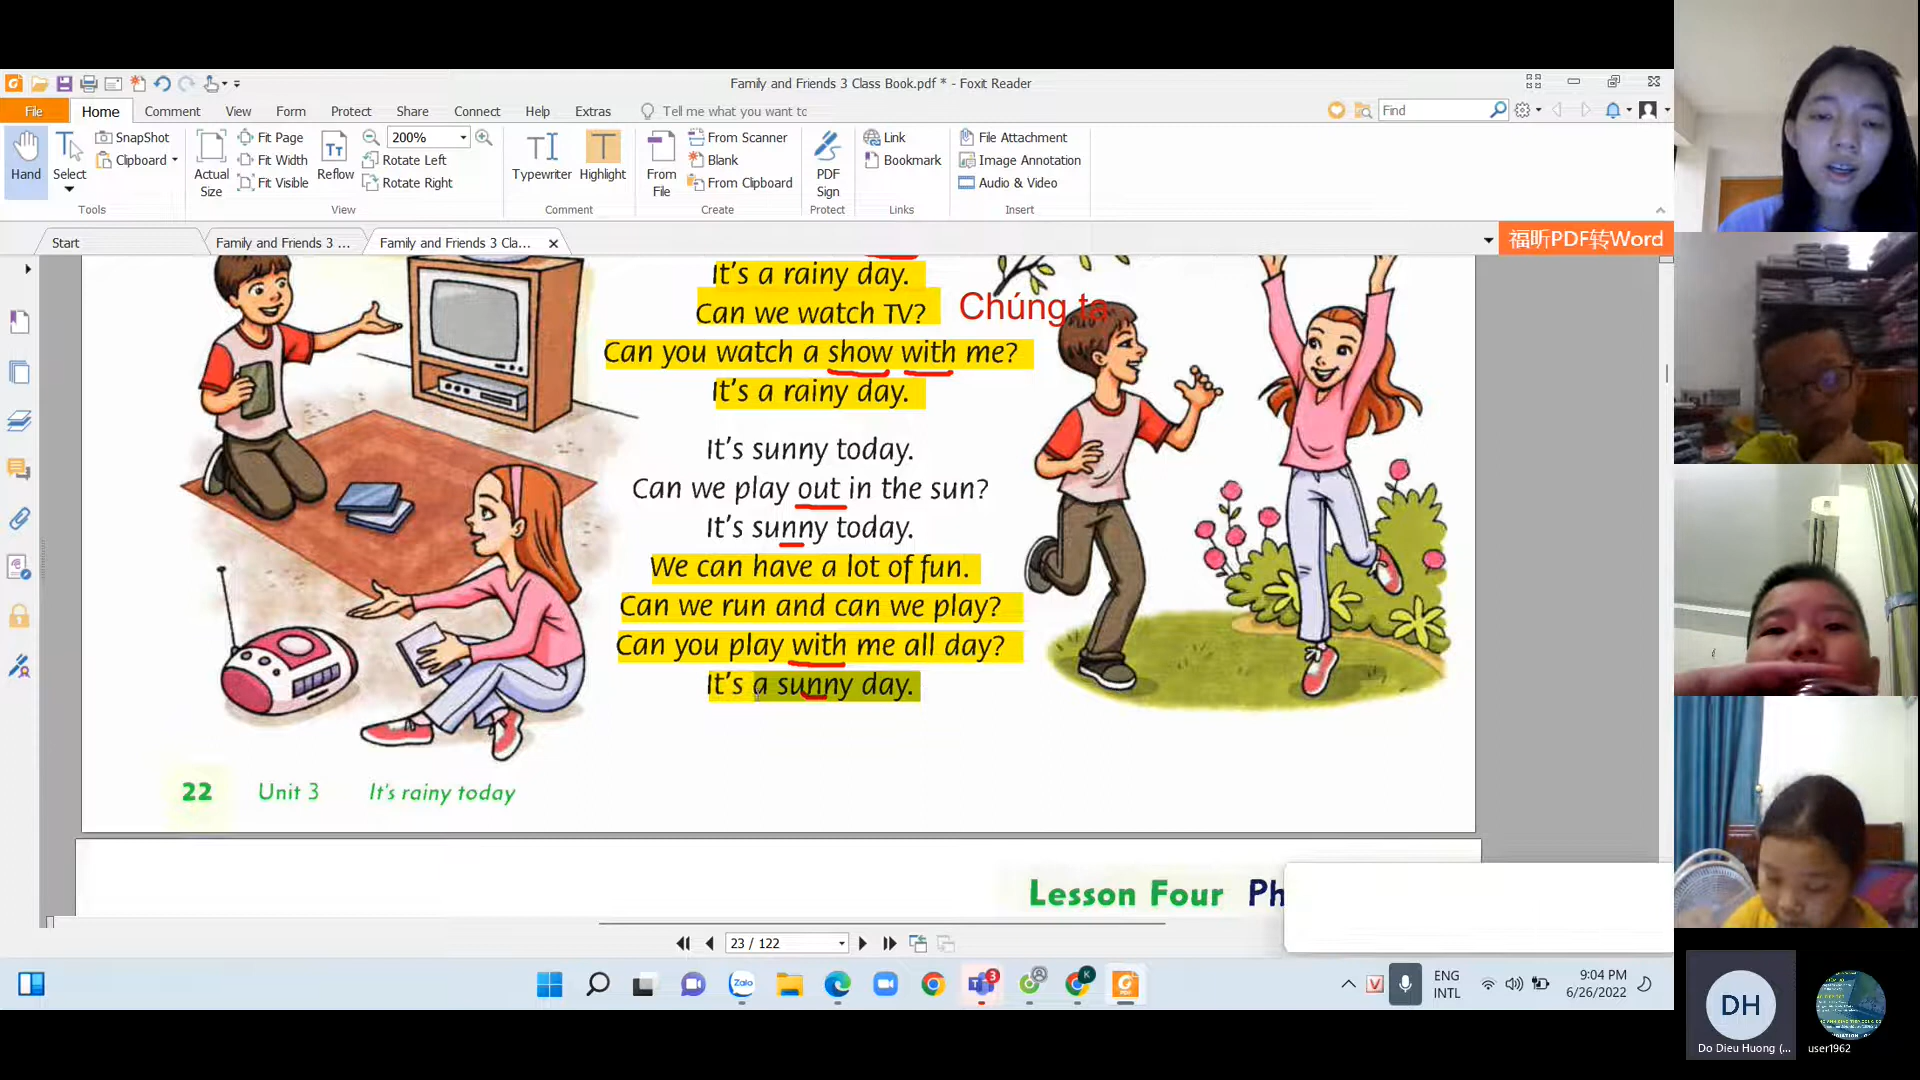 Family and Friends 3 Class Book.pdf * - Foxit Reader
File Home Comment View Form Protect Share Connect Help Extras Tell me what you want to Find
Hand
Select
SnapShot
Clipboard
Tools
Actual Size
Fit Page
Fit Width
Fit Visible
Reflow
200%
Rotate Left
Rotate Right
View
Typewriter
Highlight
Comment
From File
From Scanner
Blank
From Clipboard
Create
PDF Sign
Protect
Link
Bookmark
Links
File Attachment
Image Annotation
Audio & Video
Insert
Start
Family and Friends 3 ...
Family and Friends 3 Cla...
福昕PDF转Word
It's a rainy day.
Can we watch TV?
Chúng ta
Can you watch a show with me?
It's a rainy day.
It's sunny today.
Can we play out in the sun?
It's sunny today.
We can have a lot of fun.
Can we run and can we play?
Can you play with me all day?
It's a sunny day.
22 Unit 3 It's rainy today
Lesson Four Ph
23 / 122
Zalo
3
K
V
ENG
INTL
9:04 PM
6/26/2022
DH
Do Dieu Huong (...
user1962